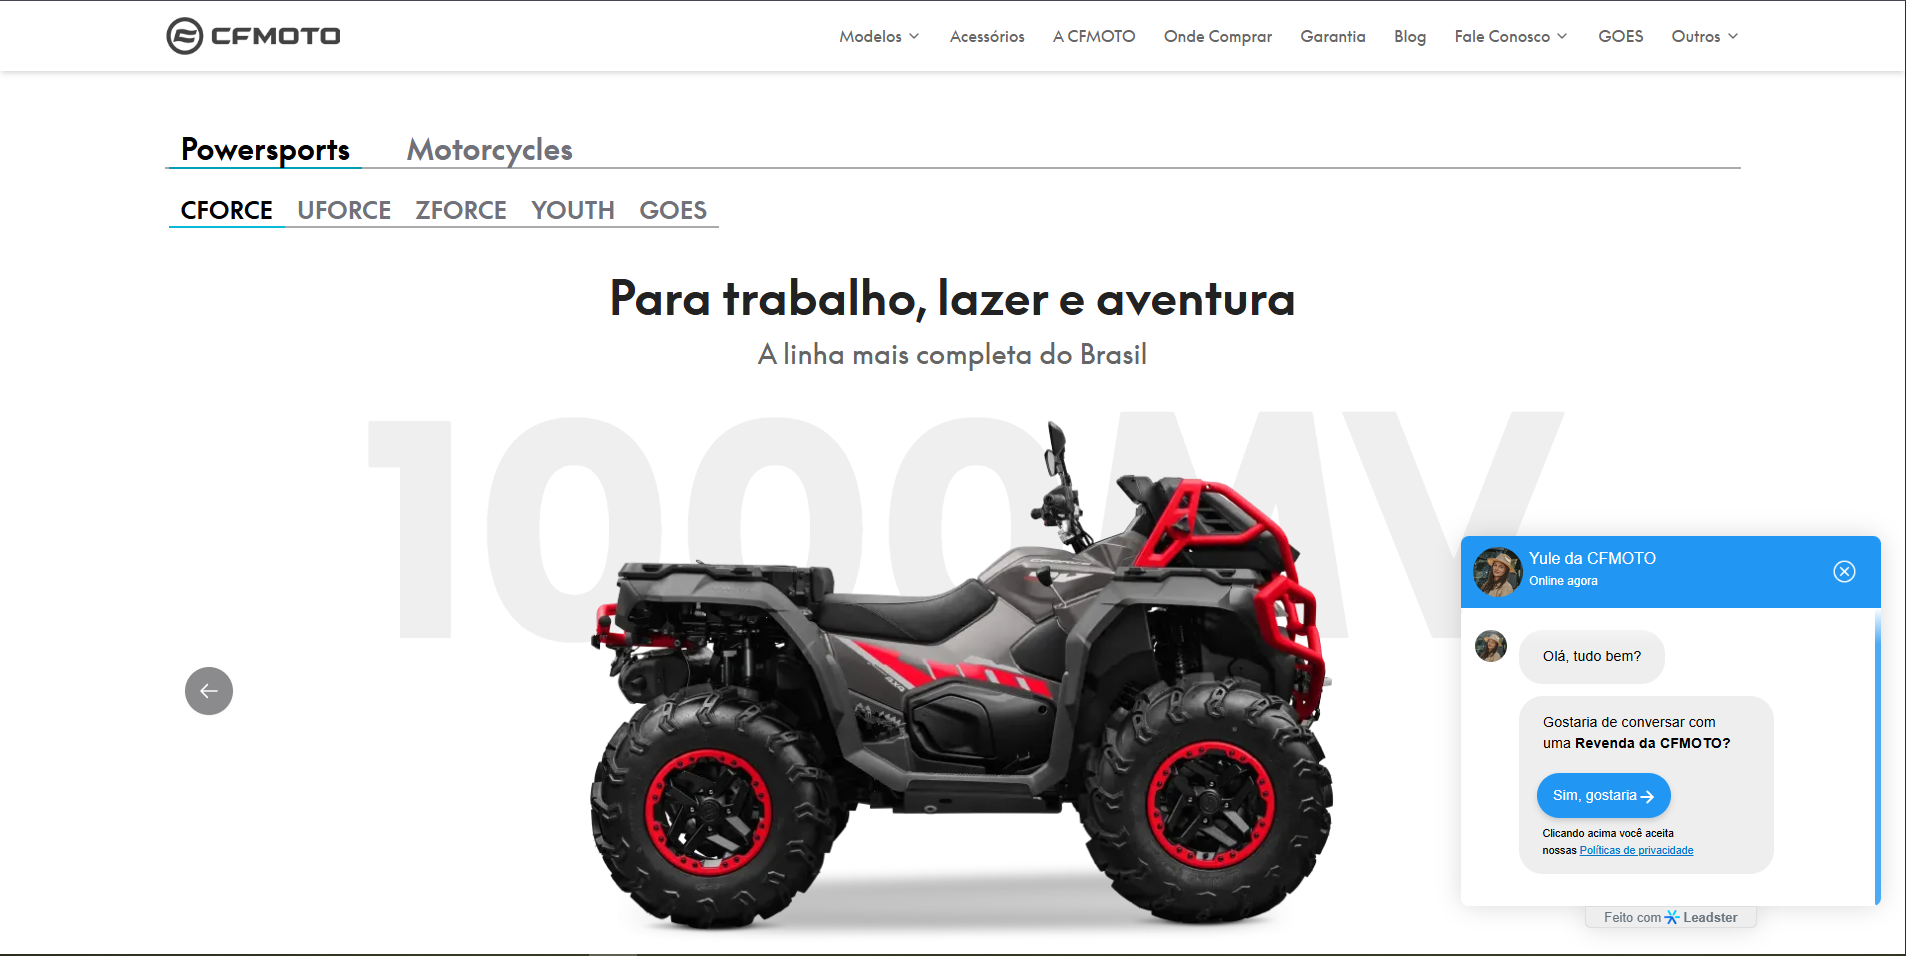 CFMOTO
Modelos Acessórios A CFMOTO Onde Comprar Garantia Blog Fale Conosco GOES Outros
Powersports Motorcycles
CFORCE UFORCE ZFORCE YOUTH GOES
Para trabalho, lazer e aventura
A linha mais completa do Brasil
1000MV
CFORCE
4X4
Yule da CFMOTO
Online agora
Olá, tudo bem?
Gostaria de conversar com
uma Revenda da CFMOTO?
Sim, gostaria
Clicando acima você aceita
nossas Políticas de privacidade
Feito com Leadster